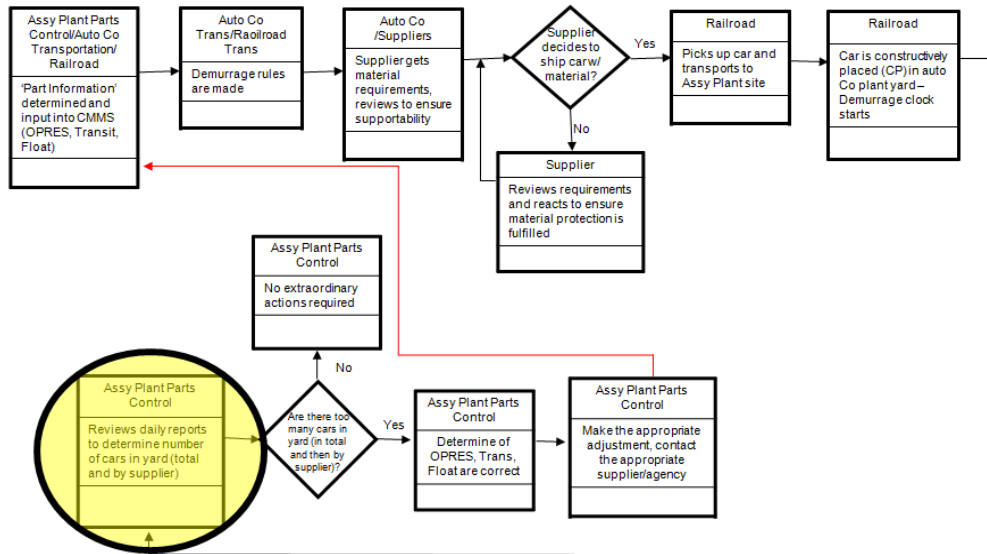 Assy Plant Parts
Control/Auto Co
Transportation/
Railroad
‘Part Information’
determined and
input into CMMS
(OPRES, Transit,
Float)
Auto Co
Trans/Raoilroad
Trans
Demurrage rules
are made
Auto Co
/Suppliers
Supplier gets
material
requirements,
reviews to ensure
supportability
Supplier
decides to
ship car w/
material?
Yes
No
Supplier
Reviews requirements
and reacts to ensure
material protection is
fulfilled
Railroad
Picks up car and
transports to
Assy Plant site
Railroad
Car is constructively
placed (CP) in auto
Co plant yard –
Demurrage clock
starts
Assy Plant Parts
Control
No extraordinary
actions required
No
Assy Plant Parts
Control
Reviews daily reports
to determine number
of cars in yard (total
and by supplier)
Are there too
many cars in
yard (in total
and then by
supplier)?
Yes
Assy Plant Parts
Control
Determine of
OPRES, Trans,
Float are correct
Assy Plant Parts
Control
Make the appropriate
adjustment, contact
the appropriate
supplier/agency